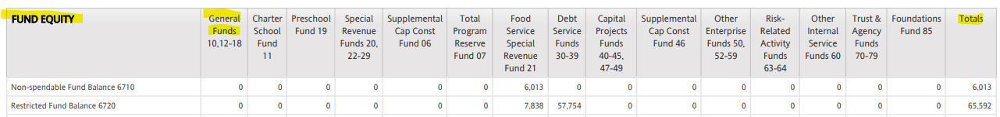 FUND EQUITY
General Funds 10,12-18
Charter School Fund 11
Preschool Fund 19
Special Revenue Funds 20, 22-29
Supplemental Cap Const Fund 06
Total Program Reserve Fund 07
Food Service Special Revenue Fund 21
Debt Service Funds 30-39
Capital Projects Funds 40-45, 47-49
Supplemental Cap Const Fund 46
Other Enterprise Funds 50, 52-59
Risk-Related Activity Funds 63-64
Other Internal Service Funds 60
Trust & Agency Funds 70-79
Foundations Fund 85
Totals
Non-spendable Fund Balance 6710 0 0 0 0 0 0 6,013 0 0 0 0 0 0 0 0 6,013
Restricted Fund Balance 6720 0 0 0 0 0 0 7,838 57,754 0 0 0 0 0 0 0 65,592